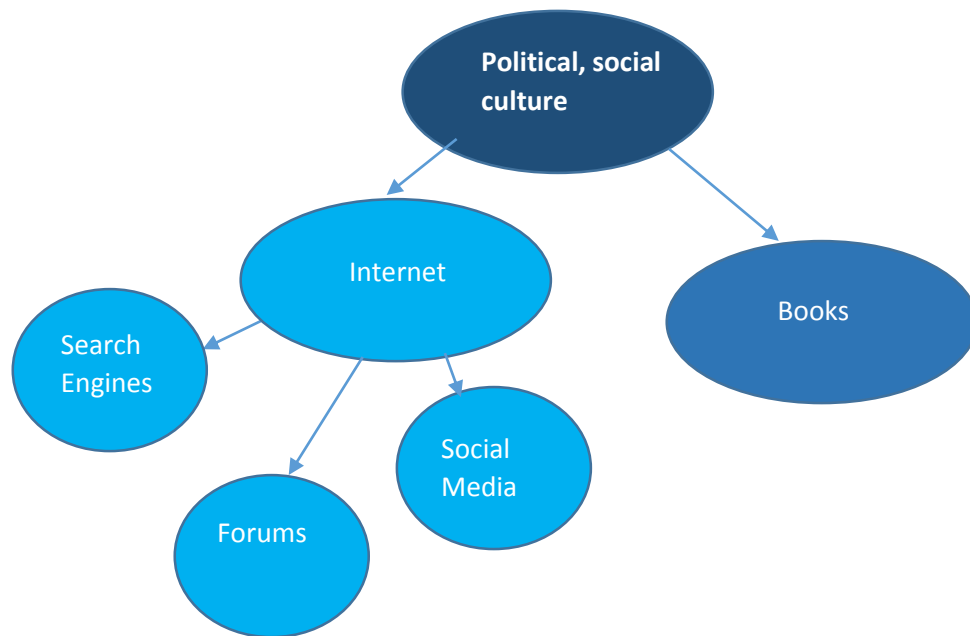 Political, social
culture
Internet
Books
Search
Engines
Social
Media
Forums